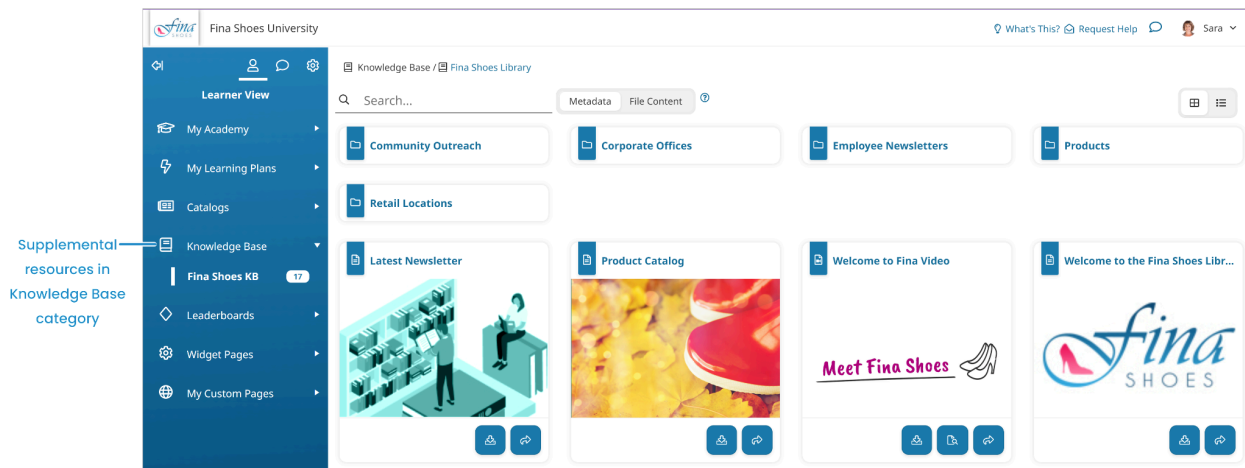 fina
SHOES
Fina Shoes University
What's This?
Request Help
Sara
Learner View
My Academy
My Learning Plans
Catalogs
Knowledge Base
Fina Shoes KB
17
Leaderboards
Widget Pages
My Custom Pages
Supplemental
resources in
Knowledge Base
category
Knowledge Base / Fina Shoes Library
Search...
Metadata
File Content
?
Community Outreach
Corporate Offices
Employee Newsletters
Products
Retail Locations
Latest Newsletter
Product Catalog
Welcome to Fina Video
Welcome to the Fina Shoes Libr...
Meet Fina Shoes
fina
SHOES